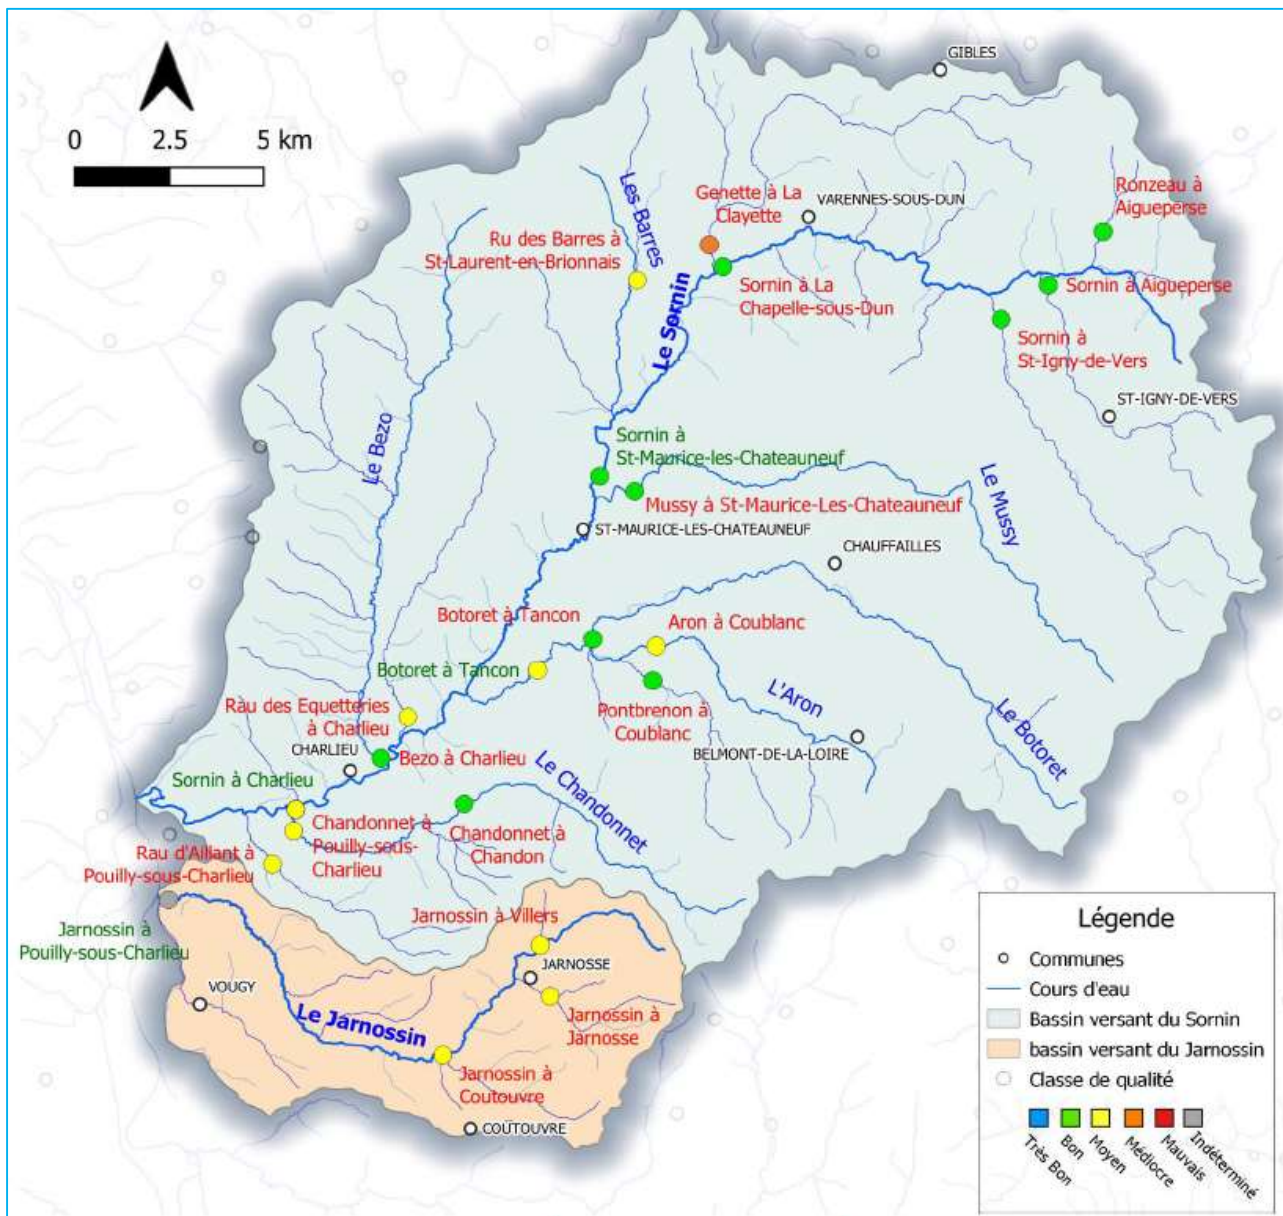 GIBLES
0 2.5 5 km
Les Barres
Genette à La
Clayette
VARENNES-SOUS-DUN
Ronzeau à
Aigueperse
Ru des Barres à
St-Laurent-en-Brionnais
Le Sornin
Sornin à La
Chapelle-sous-Dun
Sornin à Aigueperse
Sornin à
St-Igny-de-Vers
ST-IGNY-DE-VERS
Le Bezo
Sornin à
St-Maurice-les-Chateauneuf
Mussy à St-Maurice-Les-Chateauneuf
Le Mussy
ST-MAURICE-LES-CHATEAUNEUF
CHAUFFAILLES
Botoret à Tancon
Aron à Coublanc
Botoret à Tancon
L'Aron
Le Botoret
Pontbrenon à
Coublanc
BELMONT-DE-LA-LOIRE
Ràu des Equetteries
à Charlieu
CHARLIEU
Bezo à Charlieu
Sornin à Charlieu
Le Chandonnet
Chandonnet à
Pouilly-sous-
Charlieu
Chandonnet à
Chandon
Rau d'Aillant à
Pouilly-sous-Charlieu
Jarnossin à
Pouilly-sous-Charlieu
Jarnossin à Villers
JARNOSSE
VOUGY
Le Jarnossin
Jarnossin à
Jarnosse
Jarnossin à
Coutouvre
COUTOUVRE
Légende
Communes
Cours d'eau
Bassin versant du Sornin
bassin versant du Jarnossin
Classe de qualité
Très Bon
Bon
Moyen
Médiocre
Mauvais
Indéterminé